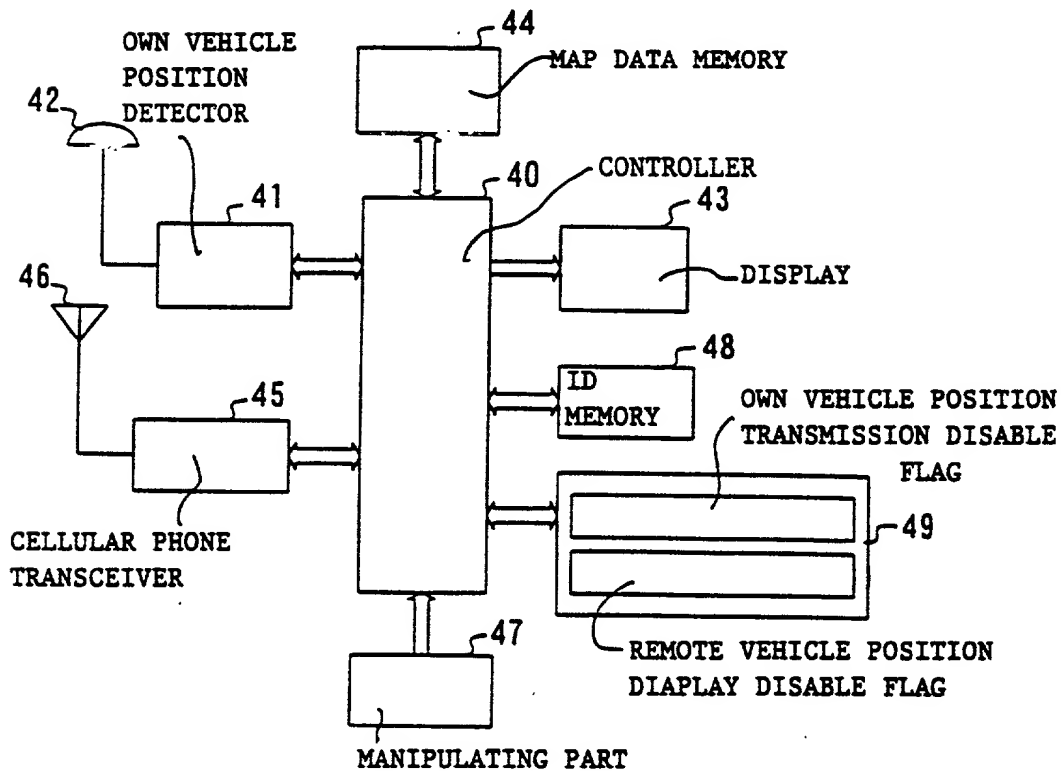 OWN VEHICLE
POSITION
DETECTOR
44
MAP DATA MEMORY
42
40
CONTROLLER
41
43
DISPLAY
46
48
ID
MEMORY
45
OWN VEHICLE POSITION
TRANSMISSION DISABLE
FLAG
49
CELLULAR PHONE
TRANSCEIVER
47
REMOTE VEHICLE POSITION
DIAPLAY DISABLE FLAG
MANIPULATING PART